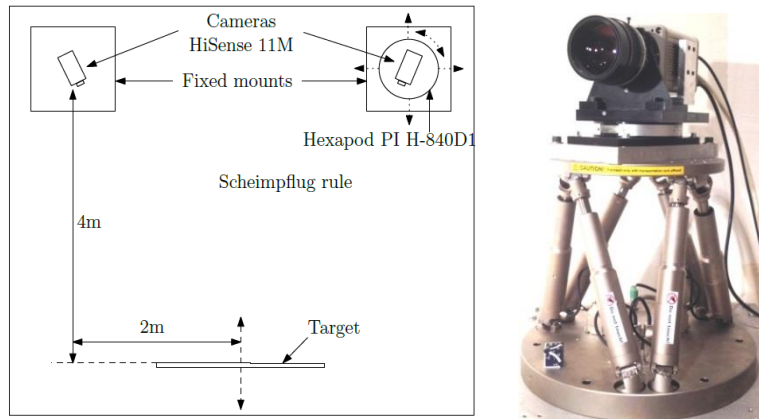 Cameras
HiSense 11M
Fixed mounts
Hexapod PI H-840D1
Scheimpflug rule
4m
2m
Target
CAUTION!